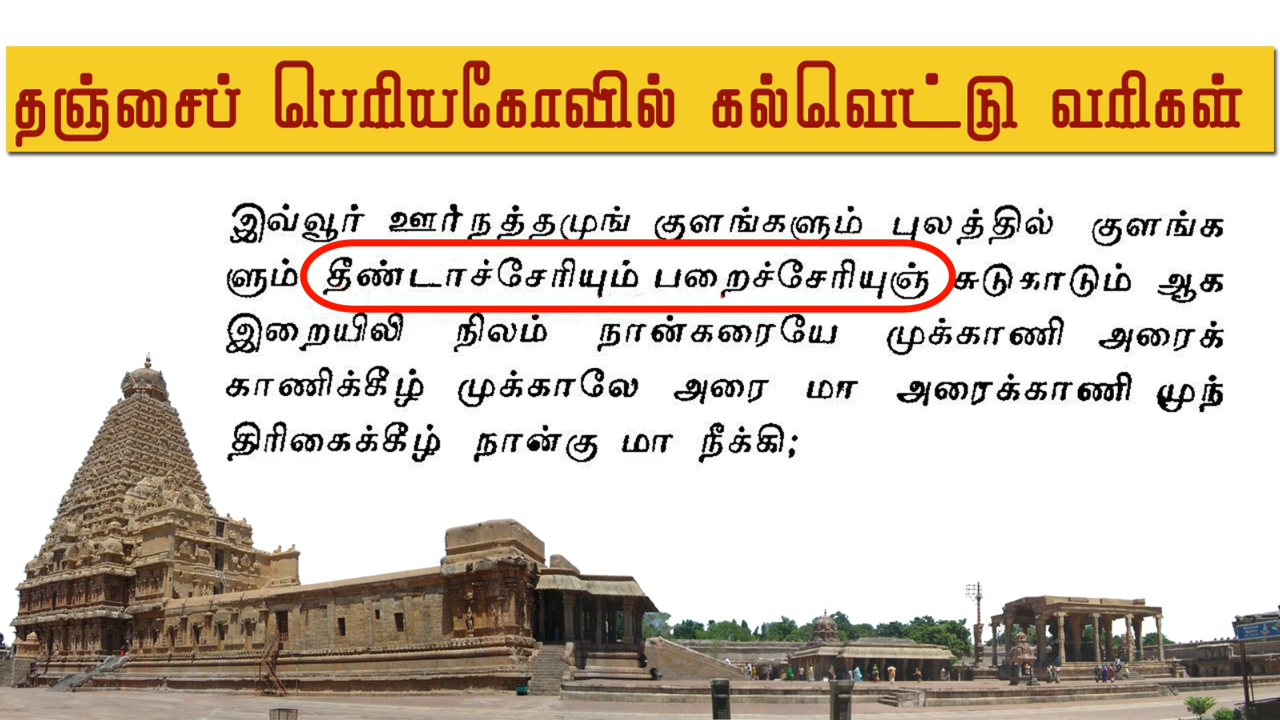 தஞ்சைப் பெரியகோவில் கல்வெட்டு வரிகள்
இவ்வூர் ஊர்நத்தமுங் குளங்களும் புலத்தில் குளங்க
ளும் தீண்டாச்சேரியும் பறைச்சேரியுஞ் சுடுகாடும் ஆக
இறையிலி நிலம் நான்கரையே முக்காணி அரைக்
காணிக்கீழ் முக்காலே அரை மா அரைக்காணி முந்
திரிகைக்கீழ் நான்கு மா நீக்கி;